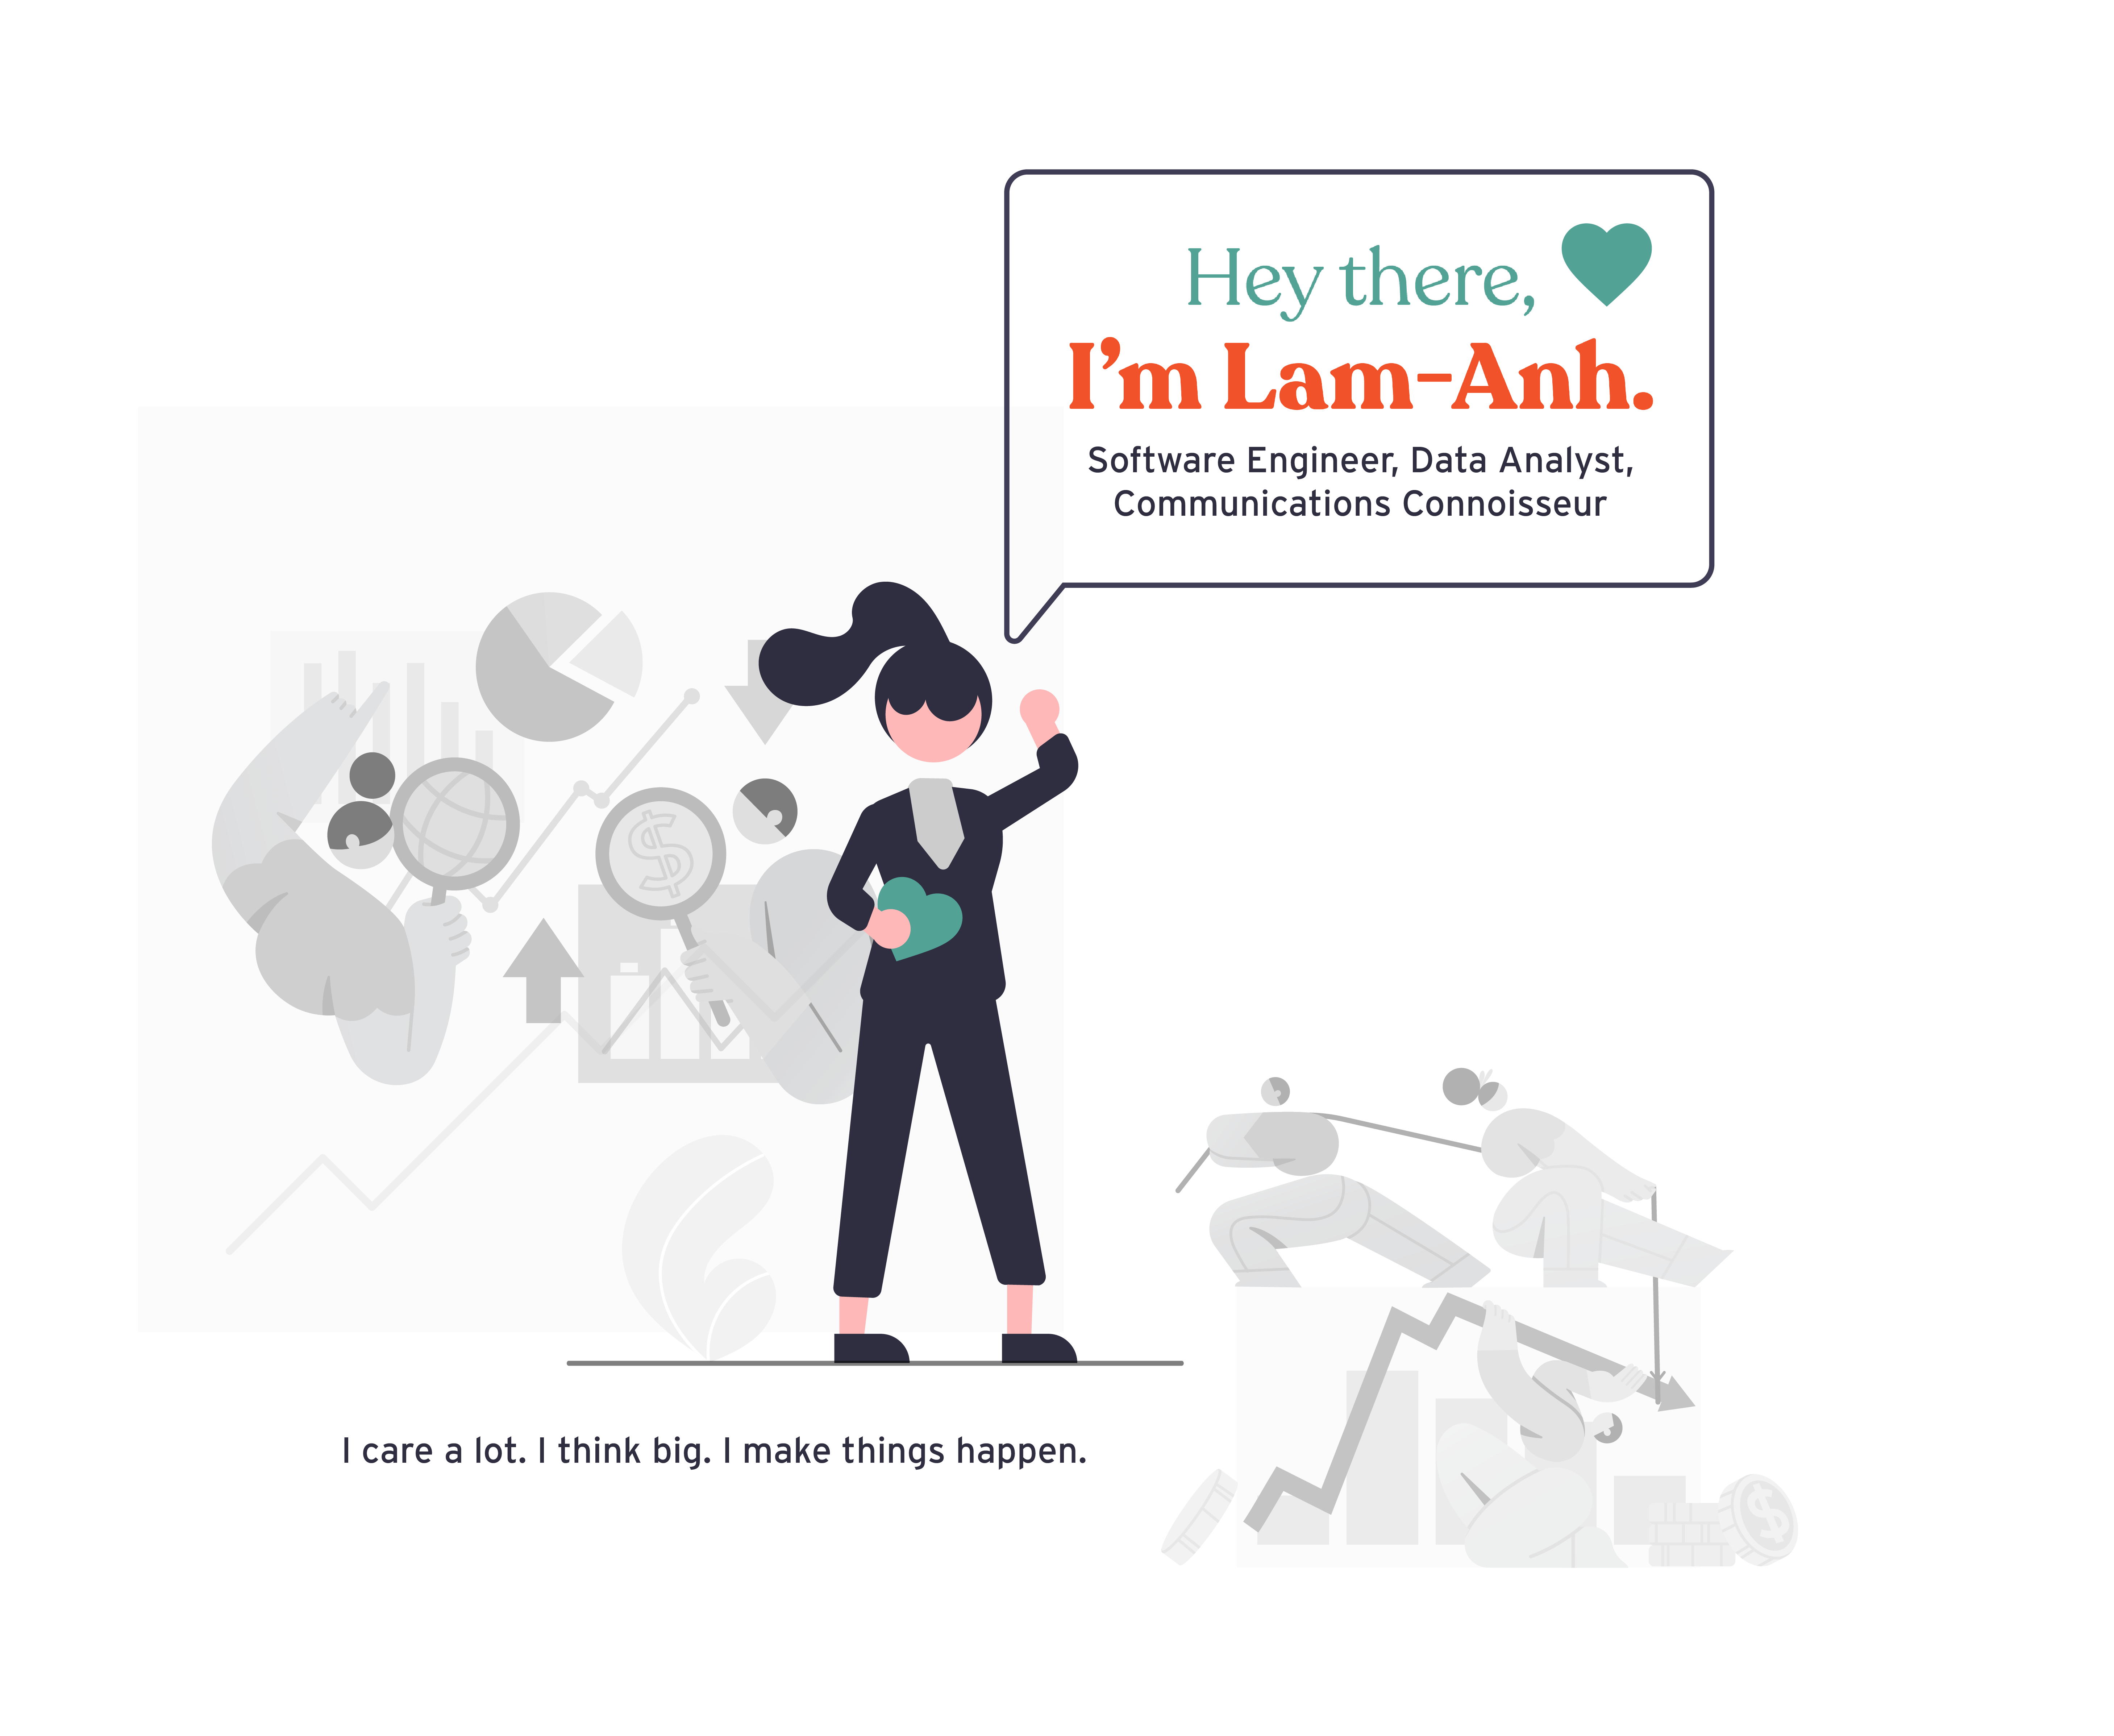 Hey there,
I'm Lam-Anh.
Software Engineer, Data Analyst,
Communications Connoisseur
$
I care a lot. I think big. I make things happen.
$